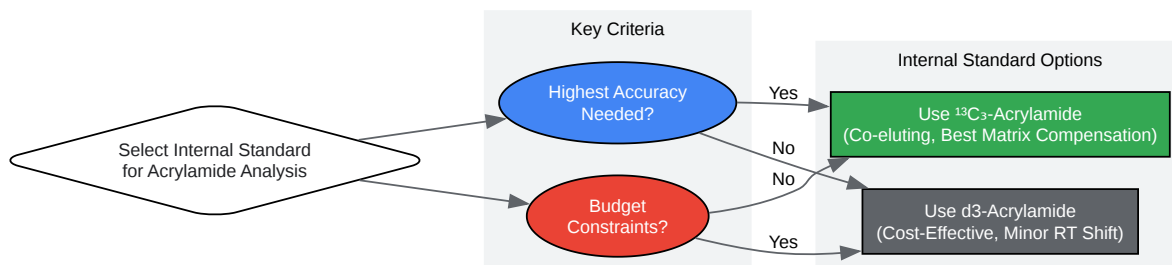 Key Criteria
Internal Standard Options
Select Internal Standard
for Acrylamide Analysis
Highest Accuracy
Needed?
Yes
Use ¹³C₃-Acrylamide
(Co-eluting, Best Matrix Compensation)
No
No
Budget
Constraints?
Yes
Use d3-Acrylamide
(Cost-Effective, Minor RT Shift)